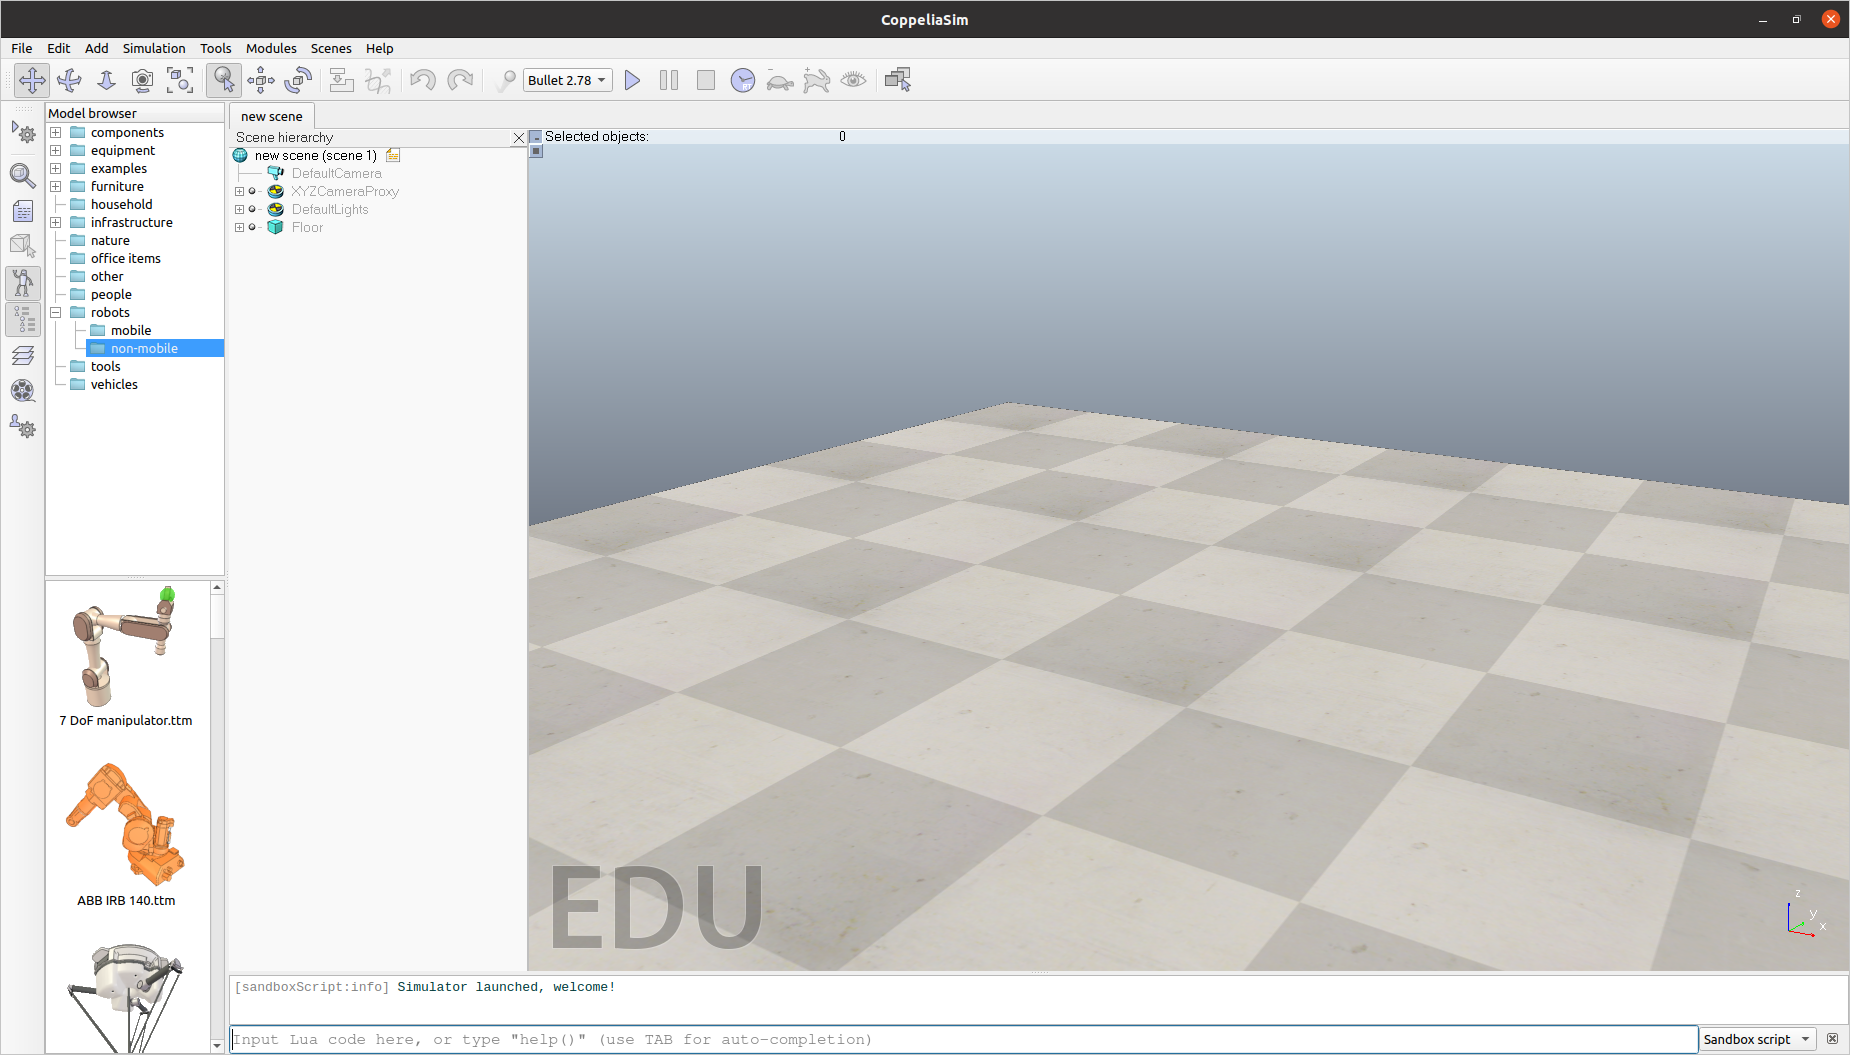 CoppeliaSim
File Edit Add Simulation Tools Modules Scenes Help
Bullet 2.78
Model browser
components
equipment
examples
furniture
household
infrastructure
nature
office items
other
people
robots
mobile
non-mobile
tools
vehicles
7 DoF manipulator.ttm
ABB IRB 140.ttm
new scene
Scene hierarchy
new scene (scene 1)
DefaultCamera
XYZCameraProxy
DefaultLights
Floor
Selected objects: 0
EDU
z
y
x
[sandboxScript:info] Simulator launched, welcome!
Input Lua code here, or type "help()" (use TAB for auto-completion)
Sandbox script